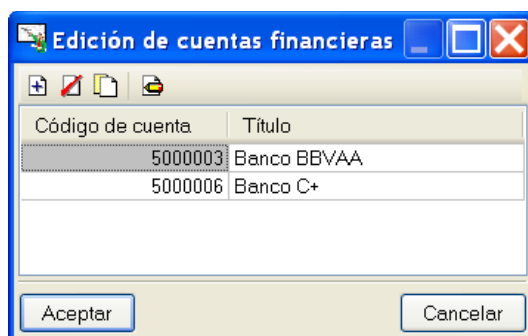 Edición de cuentas financieras
Código de cuenta Título
5000003 Banco BBVAA
5000006 Banco C+
Aceptar Cancelar